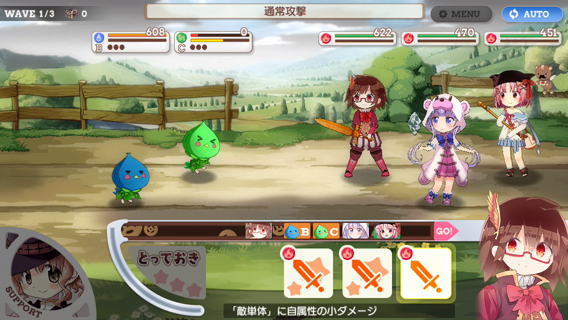 WAVE 1/3 0
通常攻撃
MENU
AUTO
B 608
C 0
622
470
451
B C GO!
SUPPORT
とっておき
「敵単体」に自属性の小ダメージ